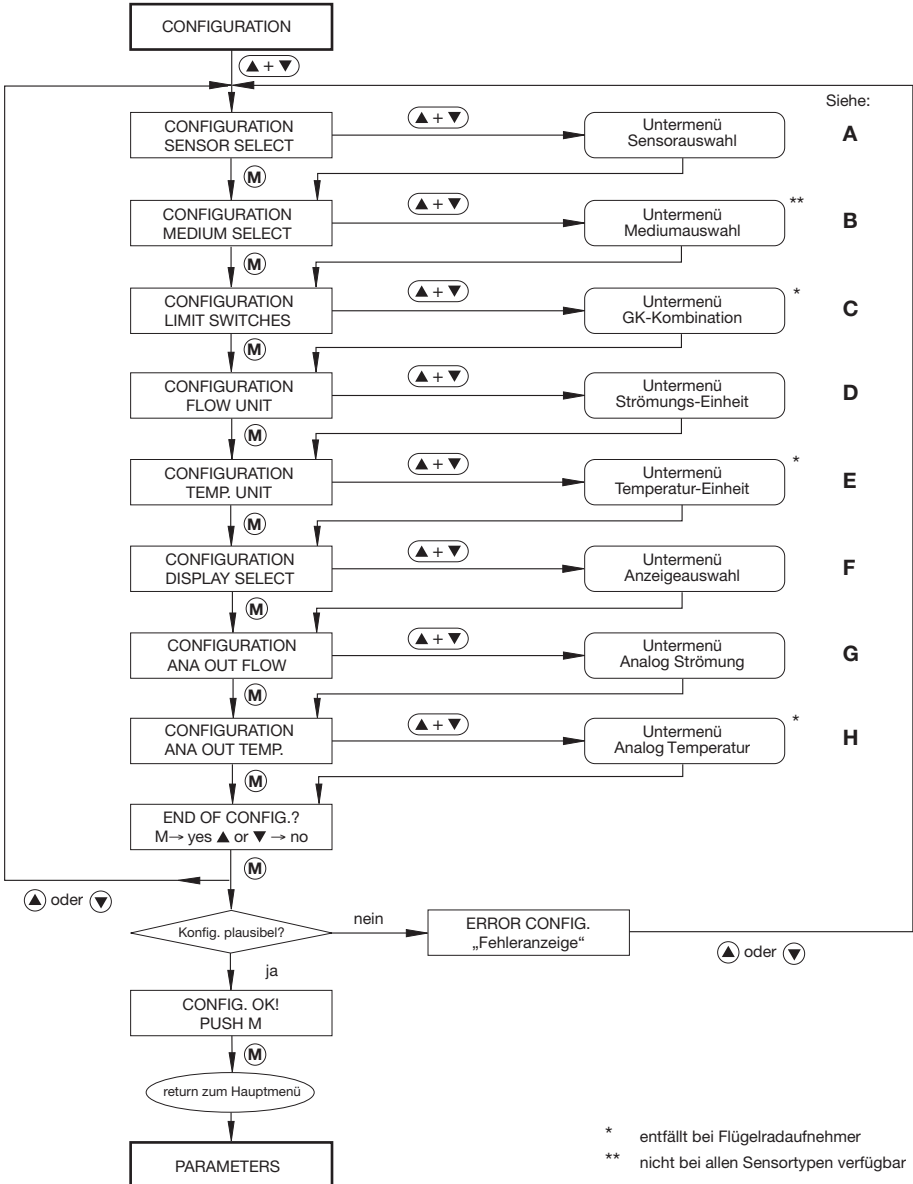 CONFIGURATION
▲ + ▼
Siehe:
CONFIGURATION
SENSOR SELECT
▲ + ▼
Untermenü
Sensorauswahl
A
M
CONFIGURATION
MEDIUM SELECT
▲ + ▼
Untermenü
Mediumauswahl
**
B
M
CONFIGURATION
LIMIT SWITCHES
▲ + ▼
Untermenü
GK-Kombination
*
C
M
CONFIGURATION
FLOW UNIT
▲ + ▼
Untermenü
Strömungs-Einheit
D
M
CONFIGURATION
TEMP. UNIT
▲ + ▼
Untermenü
Temperatur-Einheit
*
E
M
CONFIGURATION
DISPLAY SELECT
▲ + ▼
Untermenü
Anzeigeauswahl
F
M
CONFIGURATION
ANA OUT FLOW
▲ + ▼
Untermenü
Analog Strömung
G
M
CONFIGURATION
ANA OUT TEMP.
▲ + ▼
Untermenü
Analog Temperatur
*
H
M
END OF CONFIG.?
M→ yes ▲ or ▼ → no
M
▲ oder ▼
Konfig. plausibel?
nein
ERROR CONFIG.
„Fehleranzeige“
▲ oder ▼
ja
CONFIG. OK!
PUSH M
M
return zum Hauptmenü
PARAMETERS
* entfällt bei Flügelradaufnehmer
** nicht bei allen Sensortypen verfügbar